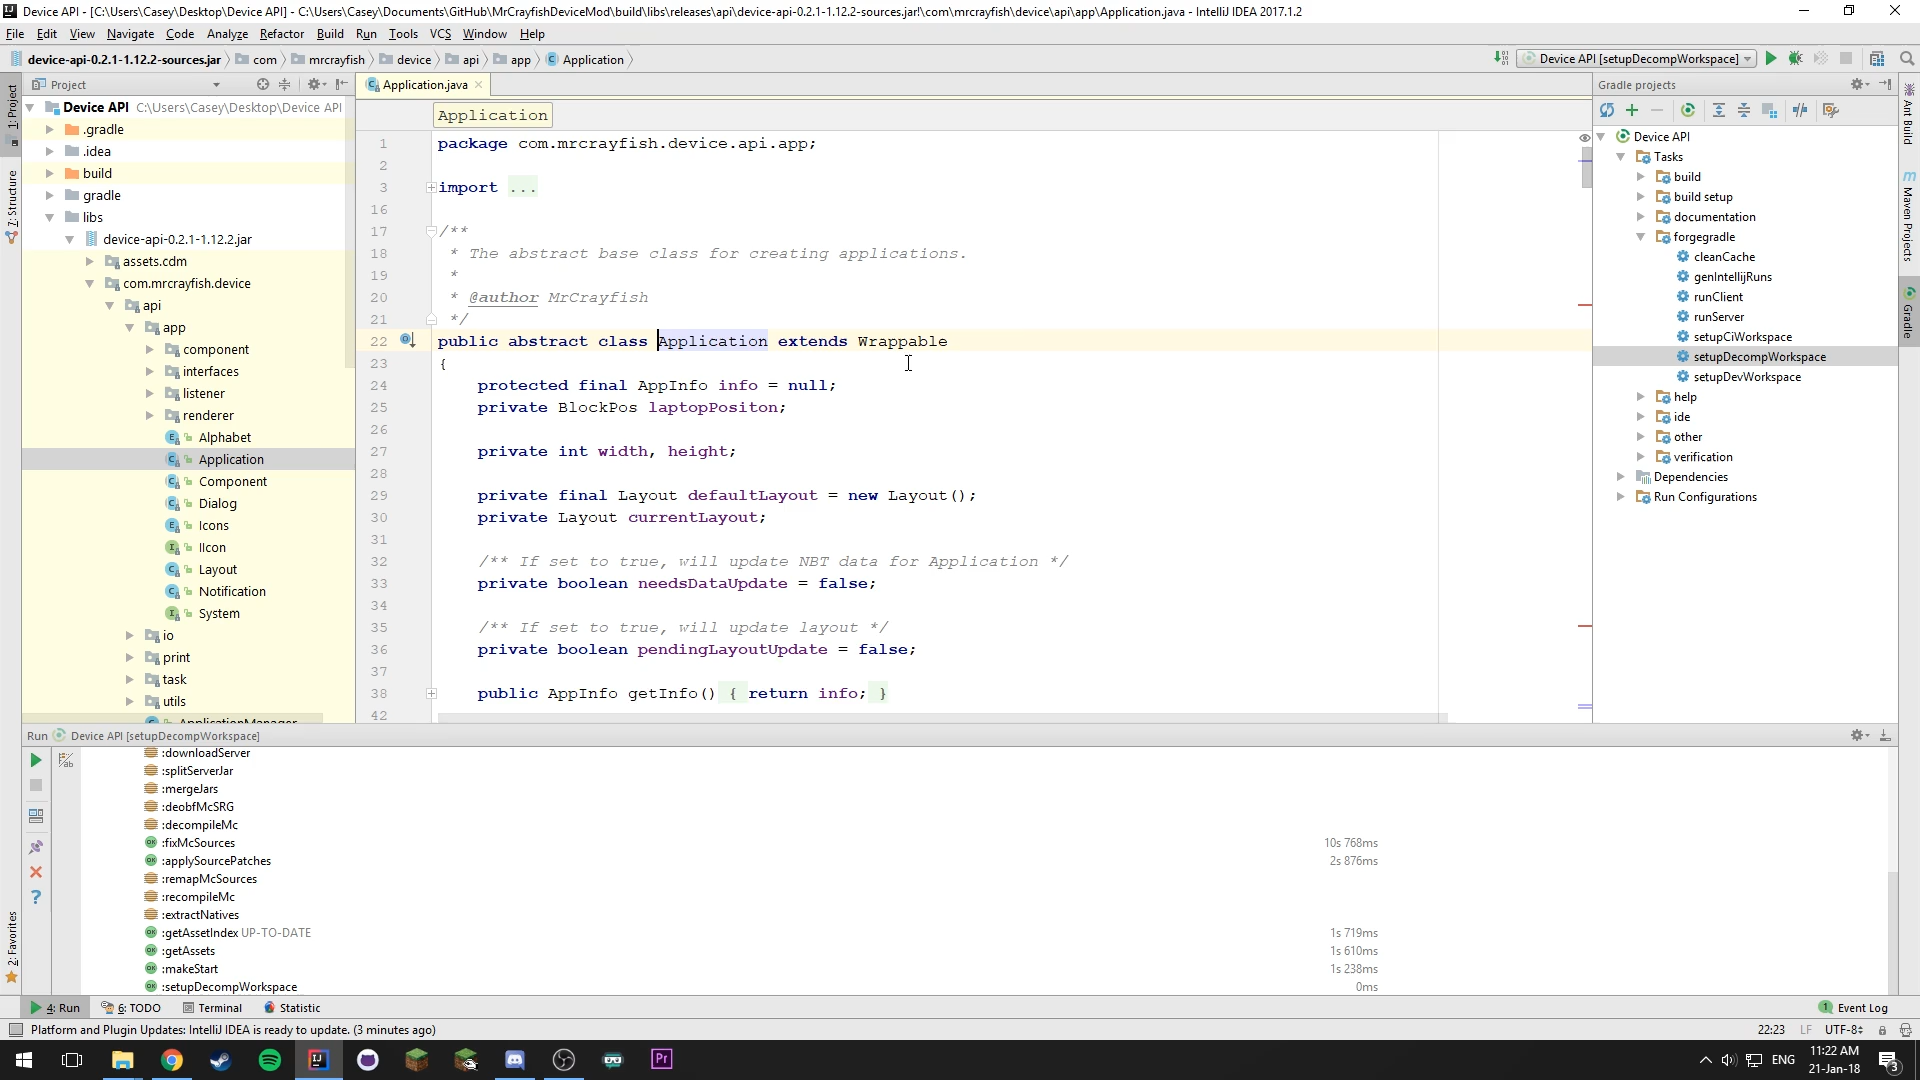 Device API - [C:\Users\Casey\Desktop\Device API] - C:\Users\Casey\Documents\GitHub\MrCrayfishDeviceMod\build\libs\releases\api\device-api-0.2.1-1.12.2-sources.jar!\com\mrcrayfish\device\api\app\Application.java - IntelliJ IDEA 2017.1.2
File Edit View Navigate Code Analyze Refactor Build Run Tools VCS Window Help
device-api-0.2.1-1.12.2-sources.jar com mrcrayfish device api app Application
Device API [setupDecompWorkspace]
1: Project
7: Structure
2: Favorites
Project
Device API C:\Users\Casey\Desktop\Device API
.gradle
.idea
build
gradle
libs
device-api-0.2.1-1.12.2.jar
assets.cdm
com.mrcrayfish.device
api
app
component
interfaces
listener
renderer
Alphabet
Application
Component
Dialog
Icons
IIcon
Layout
Notification
System
io
print
task
utils
ApplicationManager
Application.java
Application
1 package com.mrcrayfish.device.api.app;
2
3 import ...
16
17 /**
18 * The abstract base class for creating applications.
19 *
20 * @author MrCrayfish
21 */
22 public abstract class Application extends Wrappable
23 {
24 protected final AppInfo info = null;
25 private BlockPos laptopPositon;
26
27 private int width, height;
28
29 private final Layout defaultLayout = new Layout();
30 private Layout currentLayout;
31
32 /** If set to true, will update NBT data for Application */
33 private boolean needsDataUpdate = false;
34
35 /** If set to true, will update layout */
36 private boolean pendingLayoutUpdate = false;
37
38 public AppInfo getInfo() { return info; }
42
Gradle projects
Device API
Tasks
build
build setup
documentation
forgegradle
cleanCache
genIntellijRuns
runClient
runServer
setupCiWorkspace
setupDecompWorkspace
setupDevWorkspace
help
ide
other
verification
Dependencies
Run Configurations
Ant Build
Maven Projects
Gradle
Run Device API [setupDecompWorkspace]
:downloadServer
:splitServerJar
:mergeJars
:deobfMcSRG
:decompileMc
:fixMcSources 10s 768ms
:applySourcePatches 2s 876ms
:remapMcSources
:recompileMc
:extractNatives
:getAssetIndex UP-TO-DATE 1s 719ms
:getAssets 1s 610ms
:makeStart 1s 238ms
:setupDecompWorkspace 0ms
4: Run 6: TODO Terminal Statistic 1 Event Log
Platform and Plugin Updates: IntelliJ IDEA is ready to update. (3 minutes ago) 22:23 LF UTF-8
ENG 11:22 AM
21-Jan-18
3